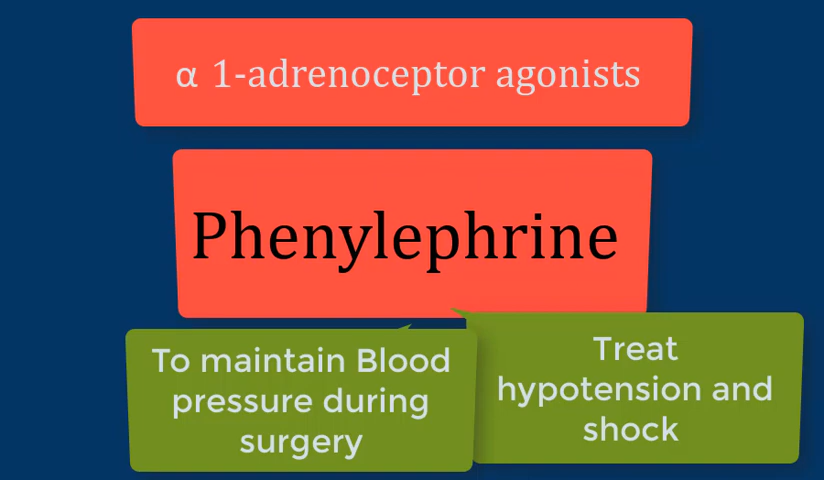 α 1-adrenoceptor agonists
Phenylephrine
To maintain Blood
pressure during
surgery
Treat
hypotension and
shock